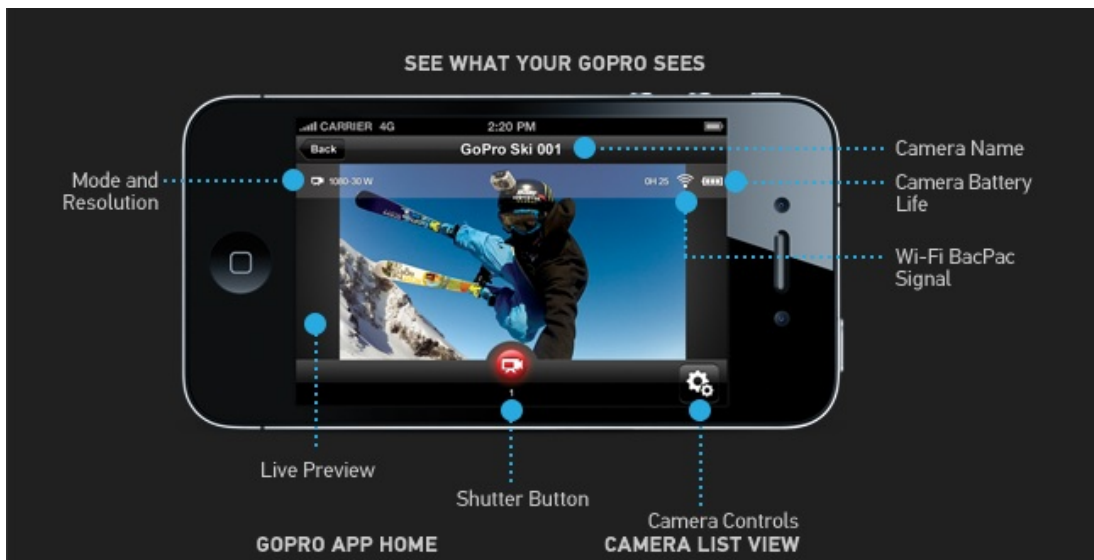 SEE WHAT YOUR GOPRO SEES
CARRIER 4G
2:20 PM
Back
GoPro Ski 001
Camera Name
Mode and
Resolution
1080-30 W
0H 25
Camera Battery
Life
Wi-Fi BacPac
Signal
1
Live Preview
Shutter Button
Camera Controls
GOPRO APP HOME
CAMERA LIST VIEW